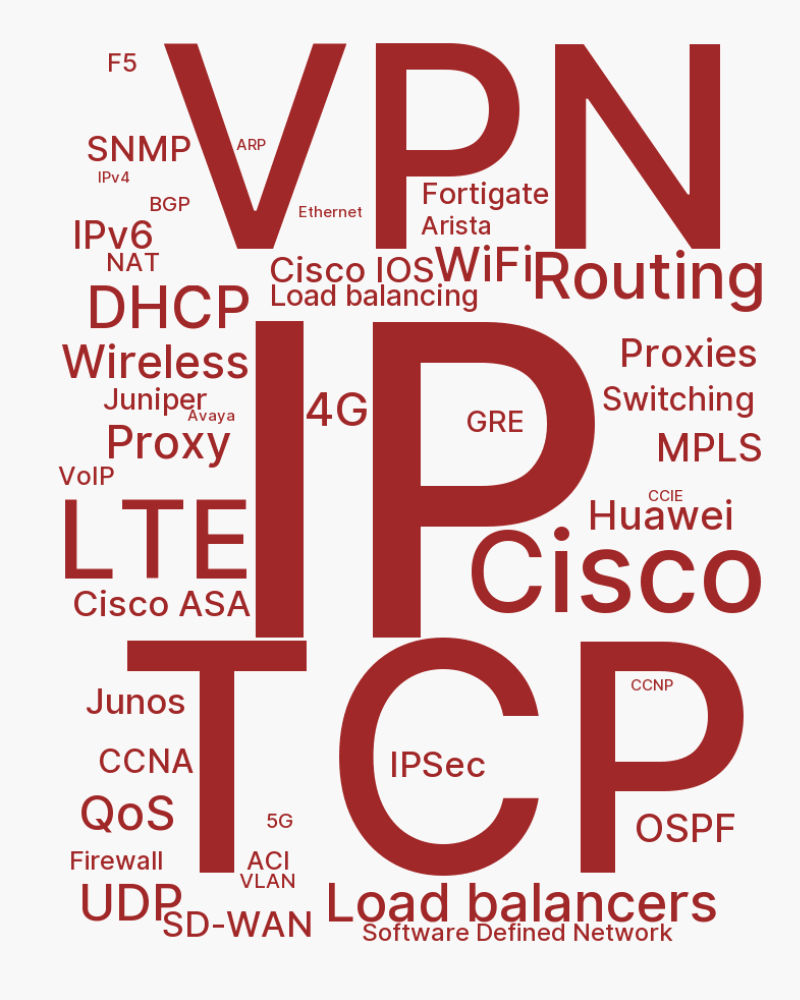 F5
VPN
SNMP
ARP
IPv4
Fortigate
BGP
Ethernet
Arista
IPv6
NAT
Cisco IOS
WiFi
Routing
DHCP
Load balancing
IP
Wireless
Proxies
Juniper
4G
Switching
Avaya
GRE
Proxy
MPLS
VoIP
CCIE
LTE
Huawei
Cisco
Cisco ASA
TCP
Junos
CCNP
CCNA
IPSec
QoS
5G
OSPF
Firewall
ACI
VLAN
UDP
Load balancers
SD-WAN
Software Defined Network